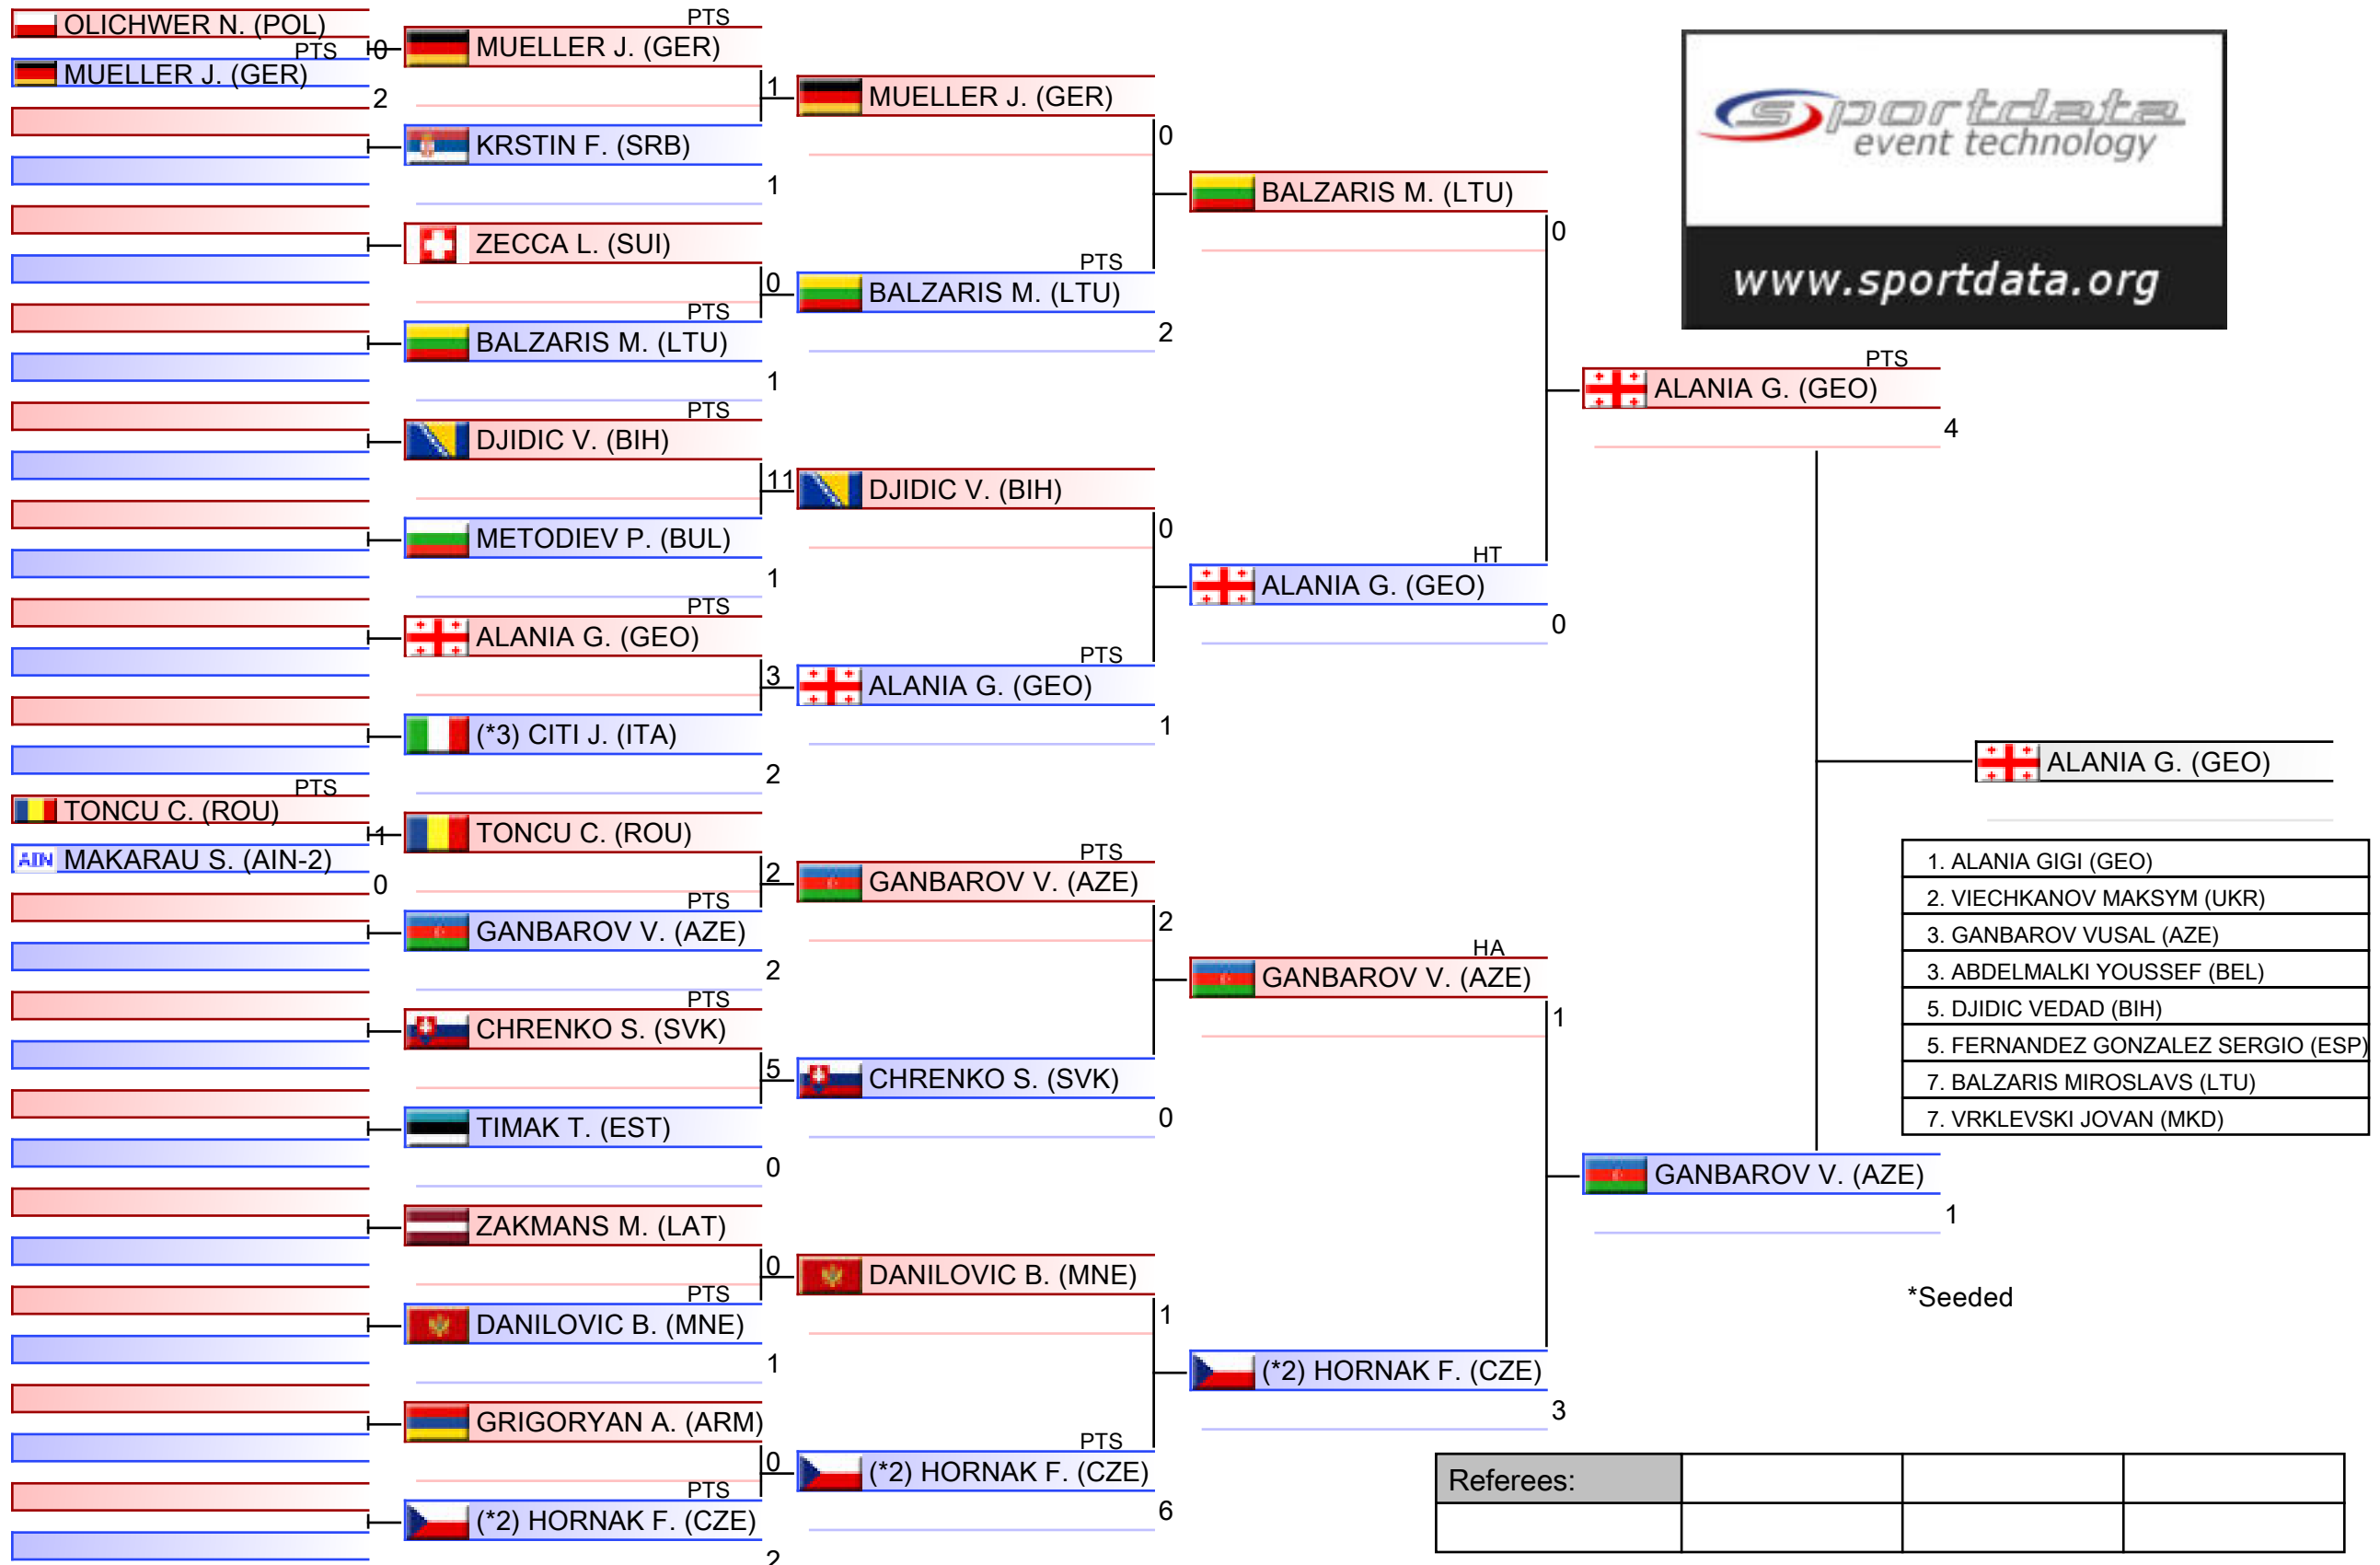 OLICHWER N. (POL)
PTS
0
MUELLER J. (GER)
2
TONCU C. (ROU)
PTS
1
AIN MAKARAU S. (AIN-2)
0
PTS
MUELLER J. (GER)
1
KRSTIN F. (SRB)
1
ZECCA L. (SUI)
0
PTS
BALZARIS M. (LTU)
1
PTS
DJIDIC V. (BIH)
11
METODIEV P. (BUL)
1
PTS
ALANIA G. (GEO)
3
(*3) CITI J. (ITA)
2
TONCU C. (ROU)
2
PTS
GANBAROV V. (AZE)
2
PTS
CHRENKO S. (SVK)
5
TIMAK T. (EST)
0
ZAKMANS M. (LAT)
0
PTS
DANILOVIC B. (MNE)
1
GRIGORYAN A. (ARM)
0
PTS
(*2) HORNAK F. (CZE)
2
MUELLER J. (GER)
0
PTS
BALZARIS M. (LTU)
2
DJIDIC V. (BIH)
0
PTS
ALANIA G. (GEO)
1
PTS
GANBAROV V. (AZE)
2
CHRENKO S. (SVK)
0
DANILOVIC B. (MNE)
1
PTS
(*2) HORNAK F. (CZE)
6
BALZARIS M. (LTU)
0
HT
ALANIA G. (GEO)
0
HA
GANBAROV V. (AZE)
1
(*2) HORNAK F. (CZE)
3
PTS
ALANIA G. (GEO)
4
GANBAROV V. (AZE)
1
ALANIA G. (GEO)
sportdata
event technology
www.sportdata.org
1. ALANIA GIGI (GEO)
2. VIECHKANOV MAKSYM (UKR)
3. GANBAROV VUSAL (AZE)
3. ABDELMALKI YOUSSEF (BEL)
5. DJIDIC VEDAD (BIH)
5. FERNANDEZ GONZALEZ SERGIO (ESP)
7. BALZARIS MIROSLAVS (LTU)
7. VRKLEVSKI JOVAN (MKD)
*Seeded
Referees: